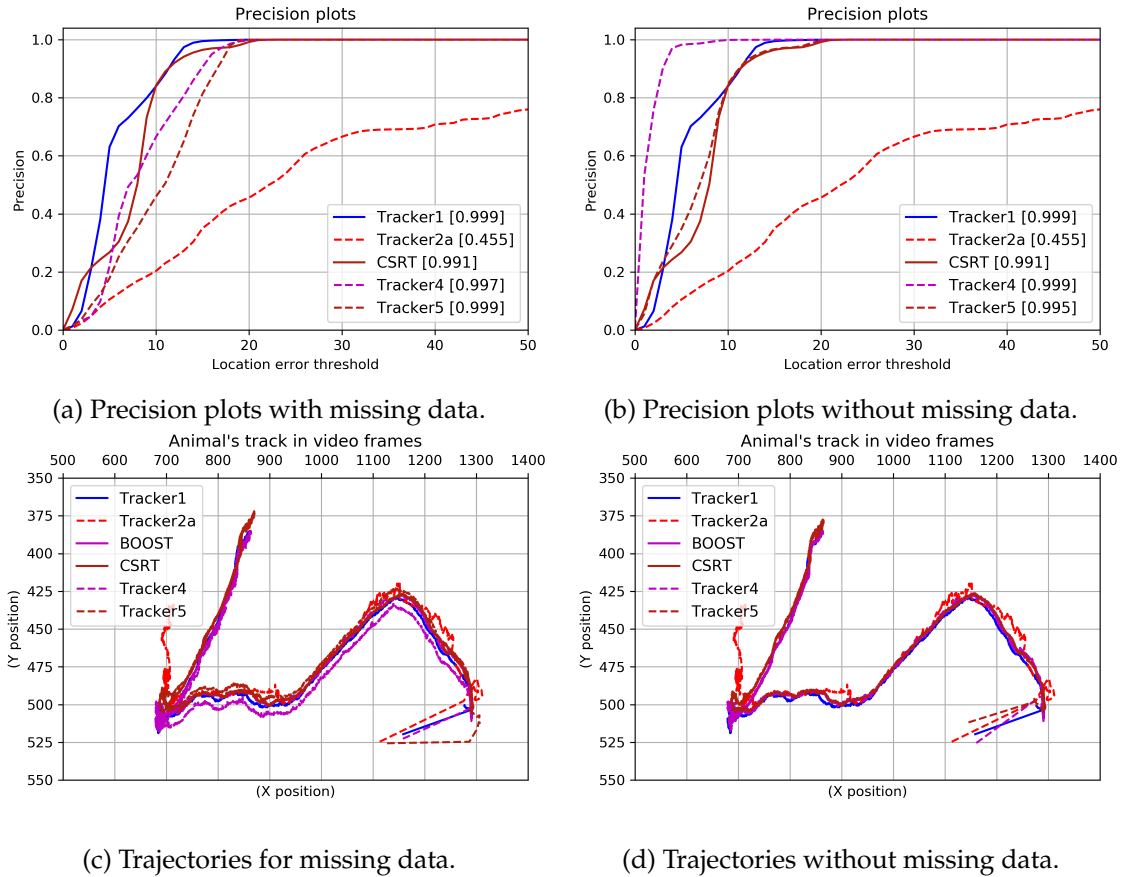 Precision plots
Precision
1.0
0.8
0.6
0.4
0.2
0.0
Tracker1 [0.999]
Tracker2a [0.455]
CSRT [0.991]
Tracker4 [0.997]
Tracker5 [0.999]
0 10 20 30 40 50
Location error threshold
(a) Precision plots with missing data.
Precision plots
Precision
1.0
0.8
0.6
0.4
0.2
0.0
Tracker1 [0.999]
Tracker2a [0.455]
CSRT [0.991]
Tracker4 [0.999]
Tracker5 [0.995]
0 10 20 30 40 50
Location error threshold
(b) Precision plots without missing data.
Animal's track in video frames
500 600 700 800 900 1000 1100 1200 1300 1400
(Y position)
350
375
400
425
450
475
500
525
550
Tracker1
Tracker2a
BOOST
CSRT
Tracker4
Tracker5
(X position)
(c) Trajectories for missing data.
Animal's track in video frames
500 600 700 800 900 1000 1100 1200 1300 1400
(Y position)
350
375
400
425
450
475
500
525
550
Tracker1
Tracker2a
BOOST
CSRT
Tracker4
Tracker5
(X position)
(d) Trajectories without missing data.